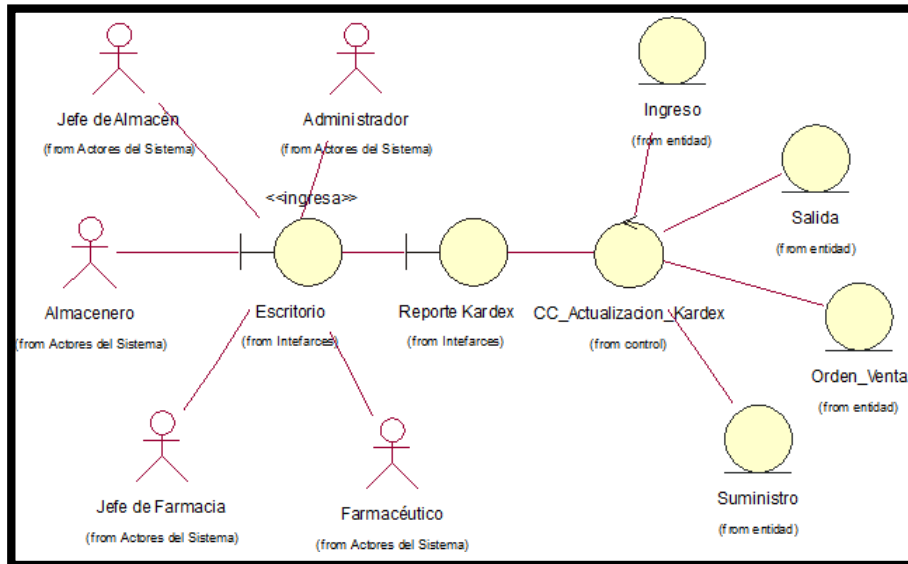 Jefe de Almacén
(from Actores del Sistema)
Administrador
(from Actores del Sistema)
Ingreso
(from entidad)
<<ingresa>>
Salida
(from entidad)
Almacenero
(from Actores del Sistema)
Escritorio
(from Intefarces)
Reporte Kardex
(from Intefarces)
CC_Actualizacion_Kardex
(from control)
Orden_Venta
(from entidad)
Jefe de Farmacia
(from Actores del Sistema)
Farmacéutico
(from Actores del Sistema)
Suministro
(from entidad)